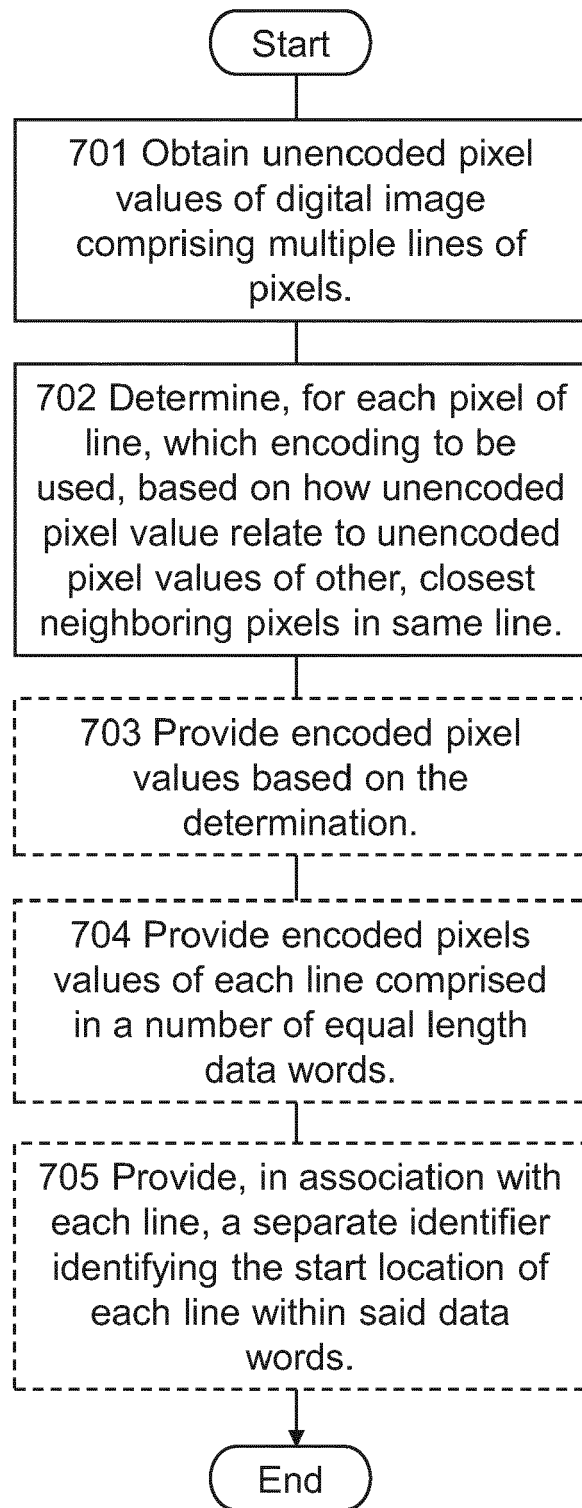 Start
701 Obtain unencoded pixel
values of digital image
comprising multiple lines of
pixels.
702 Determine, for each pixel of
line, which encoding to be
used, based on how unencoded
pixel value relate to unencoded
pixel values of other, closest
neighboring pixels in same line.
703 Provide encoded pixel
values based on the
determination.
704 Provide encoded pixels
values of each line comprised
in a number of equal length
data words.
705 Provide, in association with
each line, a separate identifier
identifying the start location of
each line within said data
words.
End